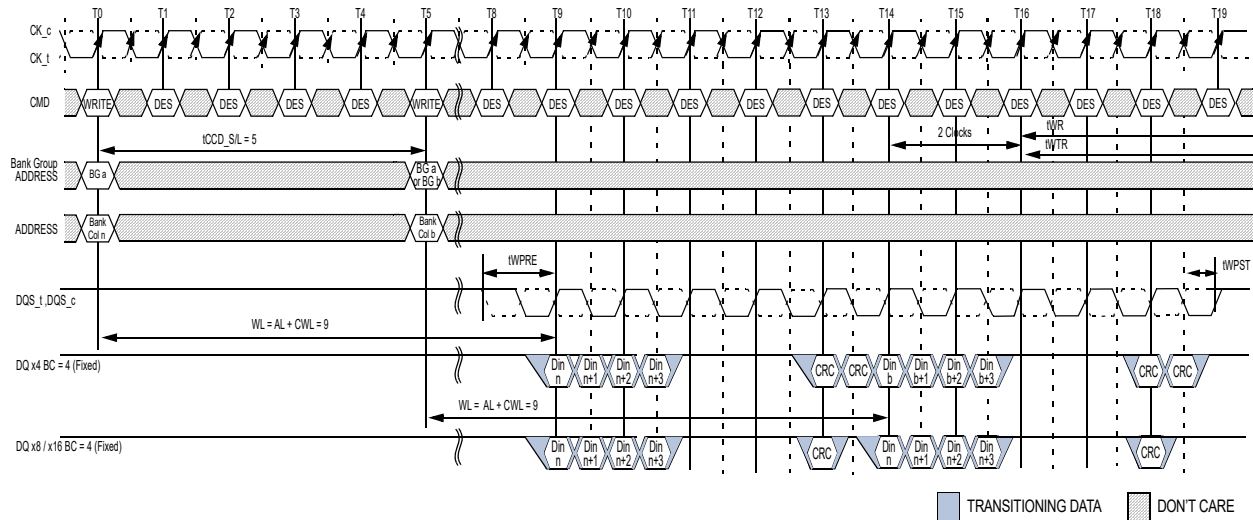 T0 T1 T2 T3 T4 T5 T8 T9 T10 T11 T12 T13 T14 T15 T16 T17 T18 T19
CK_c
CK_t
CMD WRITE DES DES DES DES WRITE DES DES DES DES DES DES DES DES DES DES DES DES
tCCD_S/L = 5
2 Clocks
tWR
tWTR
Bank Group
ADDRESS
BG a
BG a
or BG b
ADDRESS
Bank
Col n
Bank
Col b
tWPRE
tWPST
DQS_t ,DQS_c
WL = AL + CWL = 9
DQ x4 BC = 4 (Fixed)
Din Din Din Din CRC CRC Din Din Din Din CRC CRC
n n+1 n+2 n+3 b b+1 b+2 b+3
WL = AL + CWL = 9
DQ x8 / x16 BC = 4 (Fixed)
Din Din Din Din CRC Din Din Din Din CRC
n n+1 n+2 n+3 n n+1 n+2 n+3
TRANSITIONING DATA
DON'T CARE